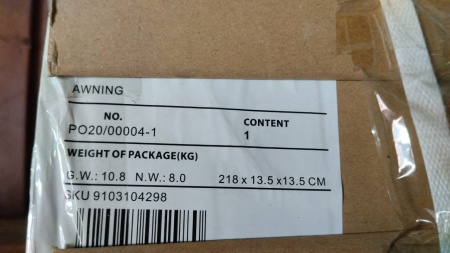 AWNING
NO. CONTENT
PO20/00004-1 1
WEIGHT OF PACKAGE(KG)
G.W.: 10.8 N.W.: 8.0 218 x 13.5 x13.5 CM
SKU 9103104298